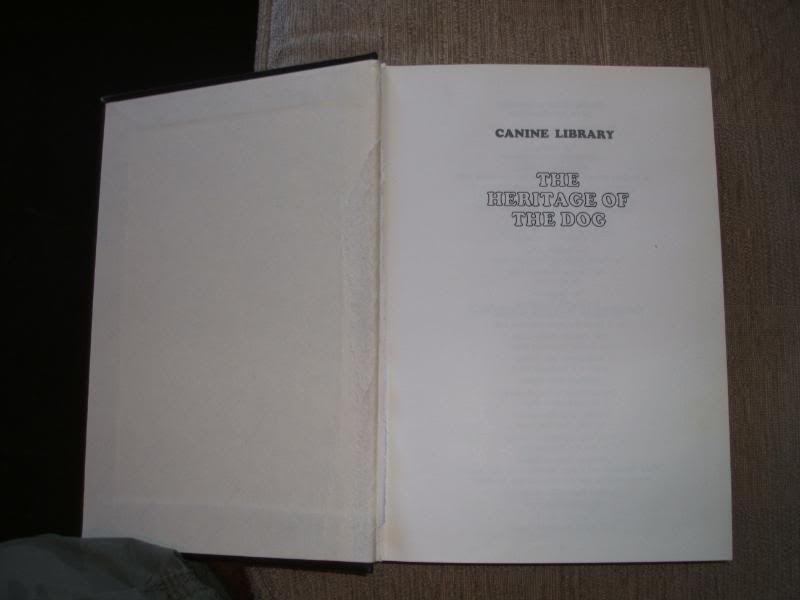 CANINE LIBRARY
THE
HERITAGE OF
THE DOG